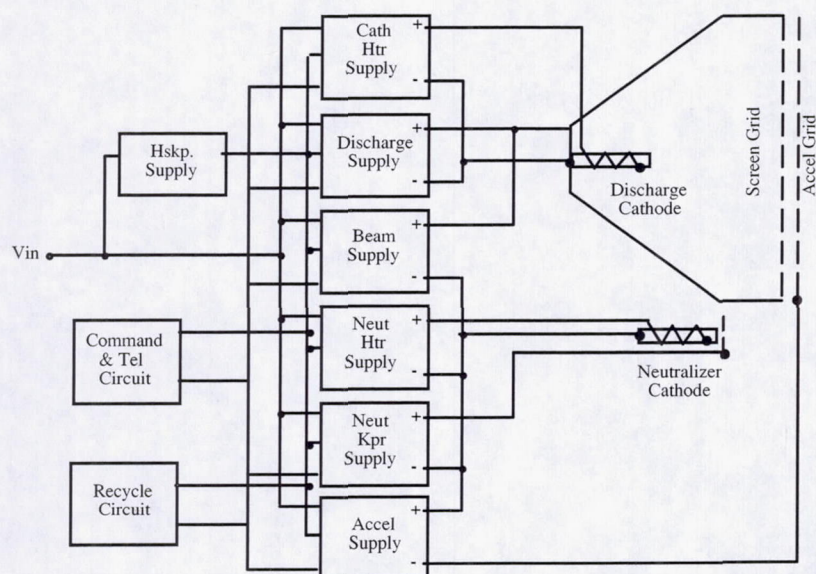 Cath
Htr
Supply
+
-
Hskp.
Supply
Discharge
Supply
+
-
Screen Grid
Accel Grid
Discharge
Cathode
Vin
Beam
Supply
+
-
Command
& Tel
Circuit
Neut
Htr
Supply
+
-
Neutralizer
Cathode
Neut
Kpr
Supply
+
-
Recycle
Circuit
Accel
Supply
+
-